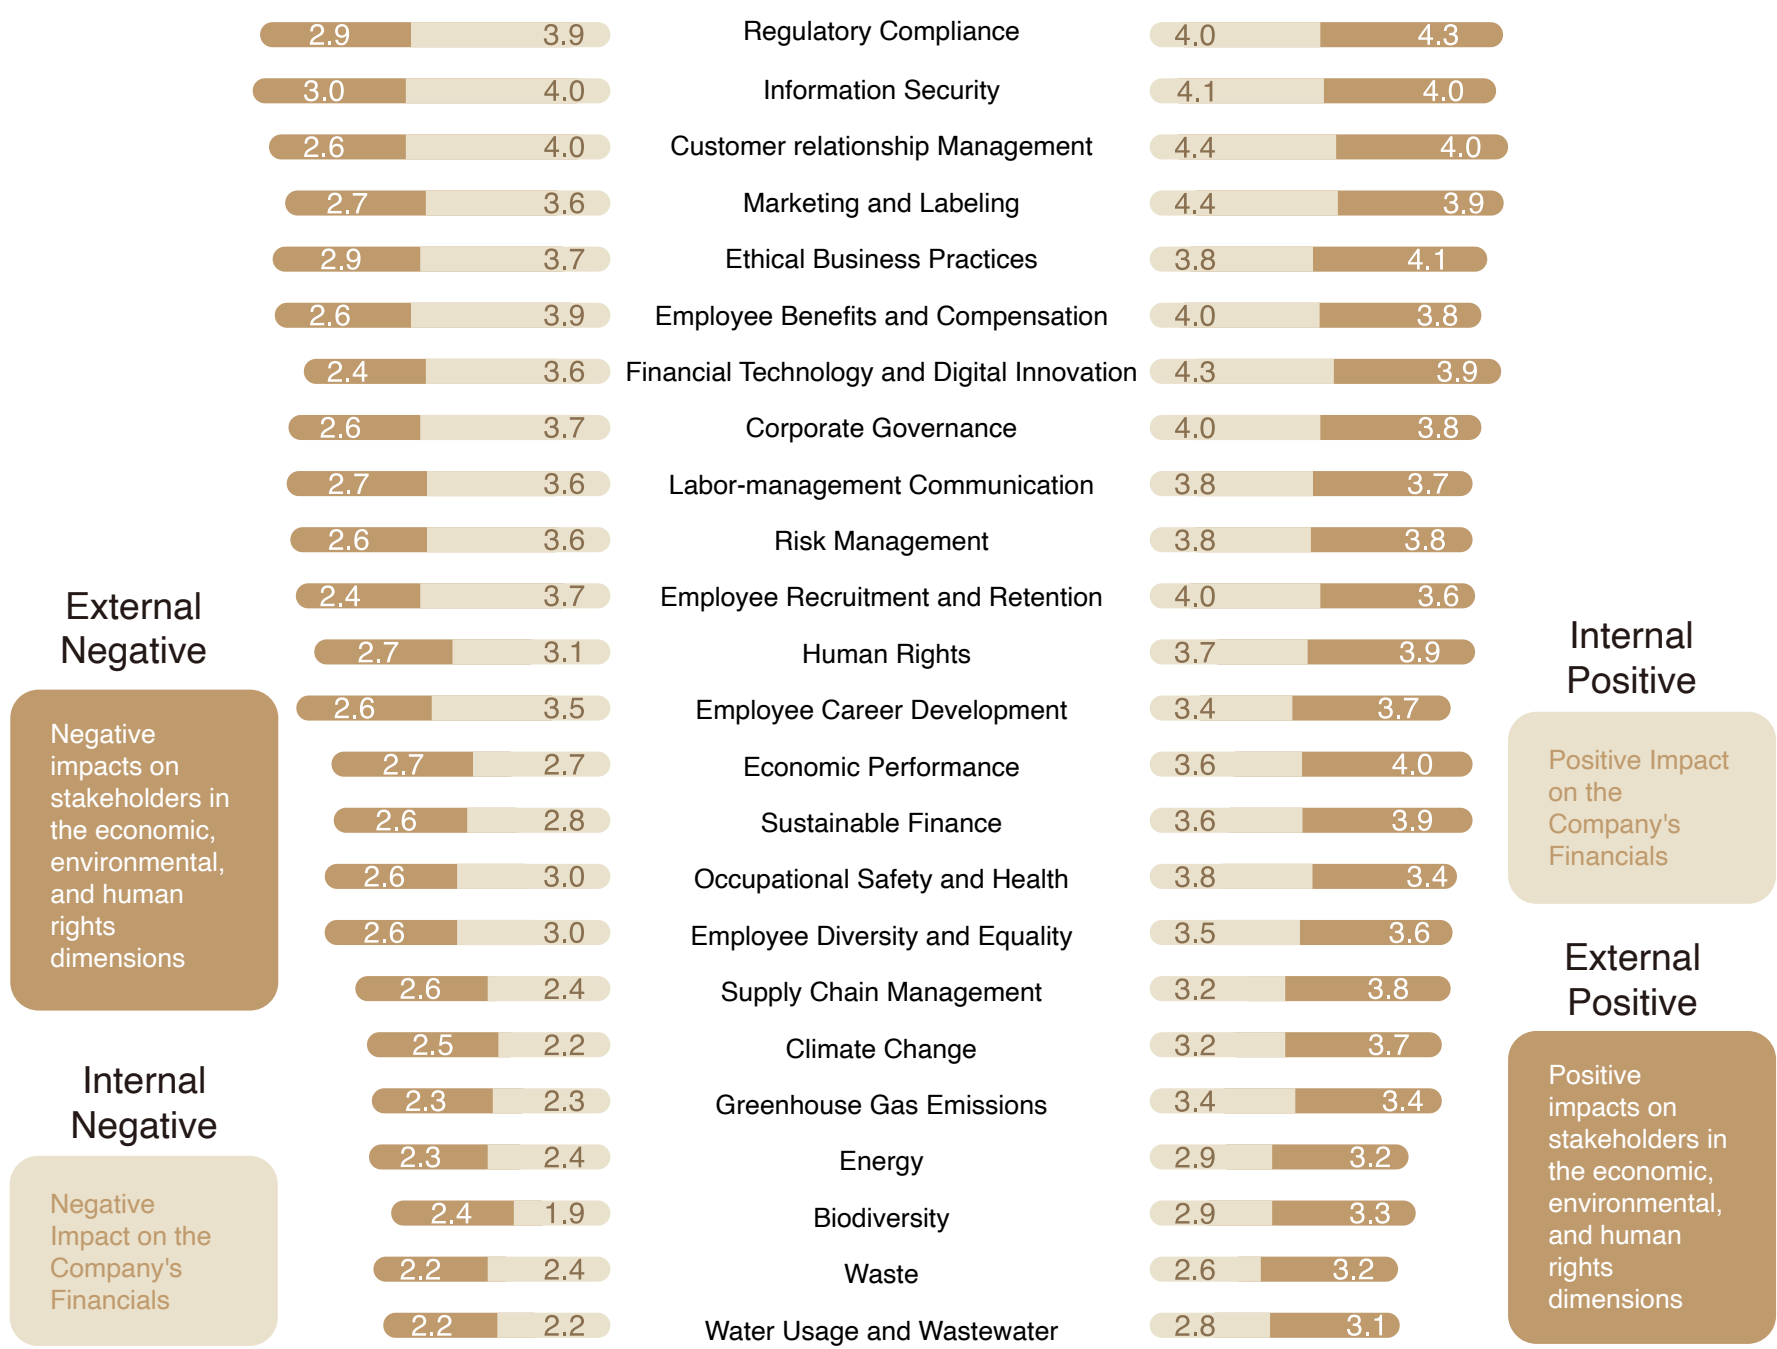 2.9 3.9 Regulatory Compliance 4.0 4.3
3.0 4.0 Information Security 4.1 4.0
2.6 4.0 Customer relationship Management 4.4 4.0
2.7 3.6 Marketing and Labeling 4.4 3.9
2.9 3.7 Ethical Business Practices 3.8 4.1
2.6 3.9 Employee Benefits and Compensation 4.0 3.8
2.4 3.6 Financial Technology and Digital Innovation 4.3 3.9
2.6 3.7 Corporate Governance 4.0 3.8
2.7 3.6 Labor-management Communication 3.8 3.7
2.6 3.6 Risk Management 3.8 3.8
2.4 3.7 Employee Recruitment and Retention 4.0 3.6
2.7 3.1 Human Rights 3.7 3.9
2.6 3.5 Employee Career Development 3.4 3.7
2.7 2.7 Economic Performance 3.6 4.0
2.6 2.8 Sustainable Finance 3.6 3.9
2.6 3.0 Occupational Safety and Health 3.8 3.4
2.6 3.0 Employee Diversity and Equality 3.5 3.6
2.6 2.4 Supply Chain Management 3.2 3.8
2.5 2.2 Climate Change 3.2 3.7
2.3 2.3 Greenhouse Gas Emissions 3.4 3.4
2.3 2.4 Energy 2.9 3.2
2.4 1.9 Biodiversity 2.9 3.3
2.2 2.4 Waste 2.6 3.2
2.2 2.2 Water Usage and Wastewater 2.8 3.1
External
Negative
Negative
impacts on
stakeholders in
the economic,
environmental,
and human
rights
dimensions
Internal
Negative
Negative
Impact on the
Company's
Financials
Internal
Positive
Positive Impact
on the
Company's
Financials
External
Positive
Positive
impacts on
stakeholders in
the economic,
environmental,
and human
rights
dimensions